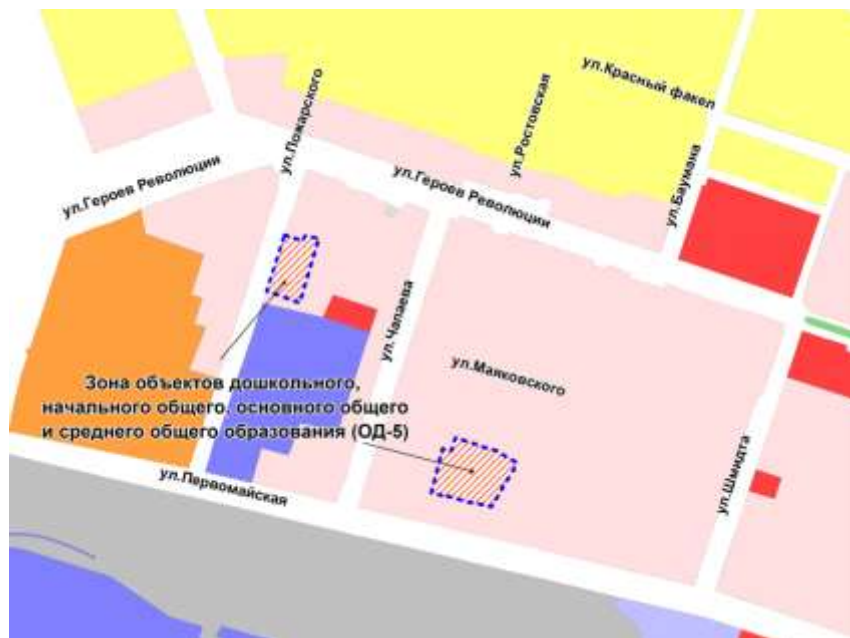 ул.Красный факел
ул.Ростовская
ул.Пожарского
ул.Баумана
ул.Героев Революции
ул.Героев Революции
ул.Чапаева
ул.Маяковского
Зона объектов дошкольного,
начального общего, основного общего
и среднего общего образования (ОД-5)
ул.Шмидта
ул.Первомайская